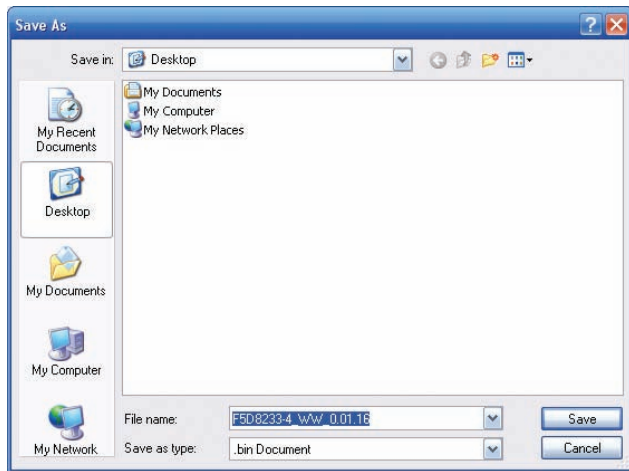 Save As
Save in:
Desktop
My Recent
Documents
Desktop
My Documents
My Computer
My Network
My Documents
My Computer
My Network Places
File name:
F5D8233-4_WW_0.01.16
Save
Save as type:
.bin Document
Cancel